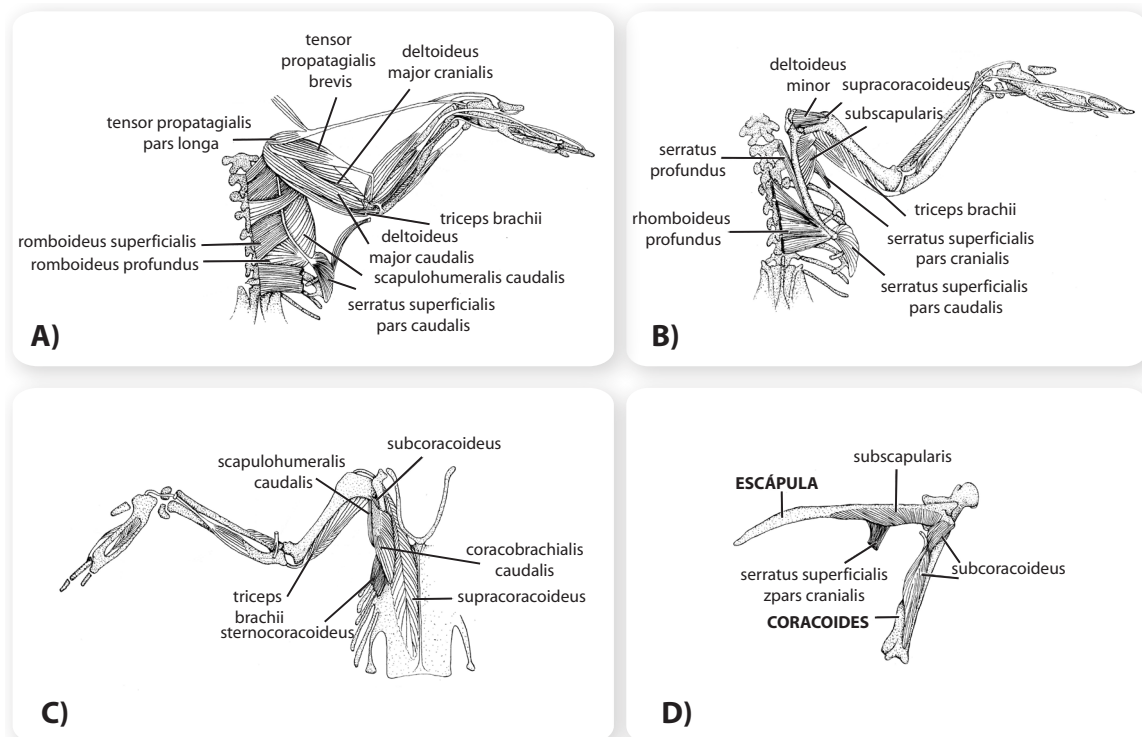 tensor
propatagialis
brevis
deltoideus
major cranialis
tensor propatagialis
pars longa
triceps brachii
romboideus superficialis
romboideus profundus
deltoideus
major caudalis
scapulohumeralis caudalis
serratus superficialis
pars caudalis
A)
deltoideus
minor
supracoracoideus
subscapularis
serratus
profundus
rhomboideus
profundus
triceps brachii
serratus superficialis
pars cranialis
serratus superficialis
pars caudalis
B)
subcoracoideus
scapulohumeralis
caudalis
coracobrachialis
caudalis
triceps
brachii
supracoracoideus
sternocoracoideus
C)
subscapularis
ESCÁPULA
serratus superficialis
zpars cranialis
subcoracoideus
CORACOIDES
D)